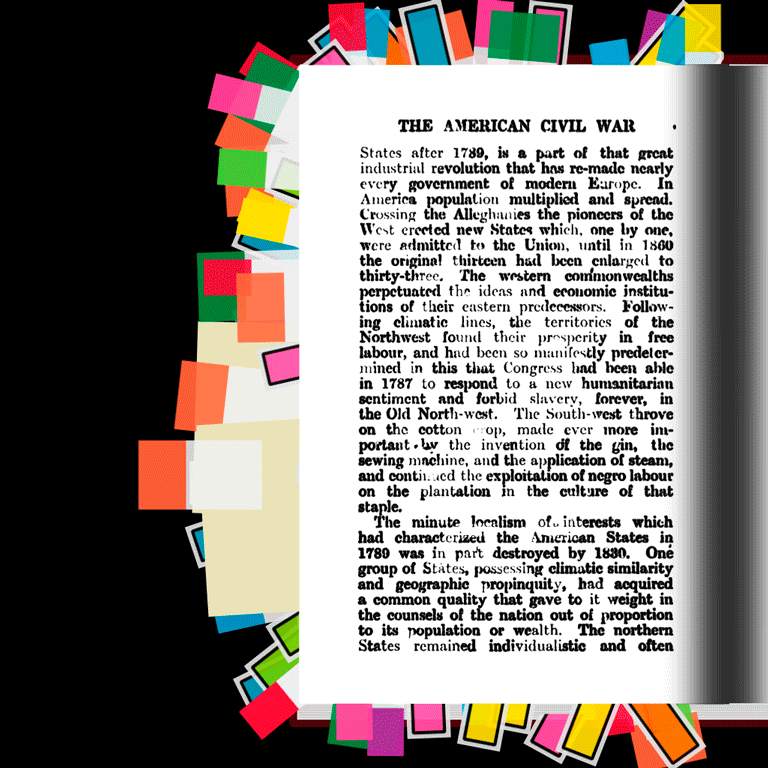 THE AMERICAN CIVIL WAR
States after 1789, is a part of that great
industrial revolution that has re-made nearly
every government of modern Europe. In
America population multiplied and spread.
Crossing the Alleghanies the pioneers of the
West erected new States which, one by one,
were admitted to the Union, until in 1860
the original thirteen had been enlarged to
thirty-three. The western commonwealths
perpetuated the ideas and economic institu-
tions of their eastern predecessors. Follow-
ing climatic lines, the territories of the
Northwest found their prosperity in free
labour, and had been so manifestly predeter-
mined in this that Congress had been able
in 1787 to respond to a new humanitarian
sentiment and forbid slavery, forever, in
the Old North-west. The South-west throve
on the cotton crop, made ever more im-
portant by the invention of the gin, the
sewing machine, and the application of steam,
and continued the exploitation of negro labour
on the plantation in the culture of that
staple.
The minute localism of interests which
had characterized the American States in
1789 was in part destroyed by 1830. One
group of States, possessing climatic similarity
and geographic propinquity, had acquired
a common quality that gave to it weight in
the counsels of the nation out of proportion
to its population or wealth. The northern
States remained individualistic and often